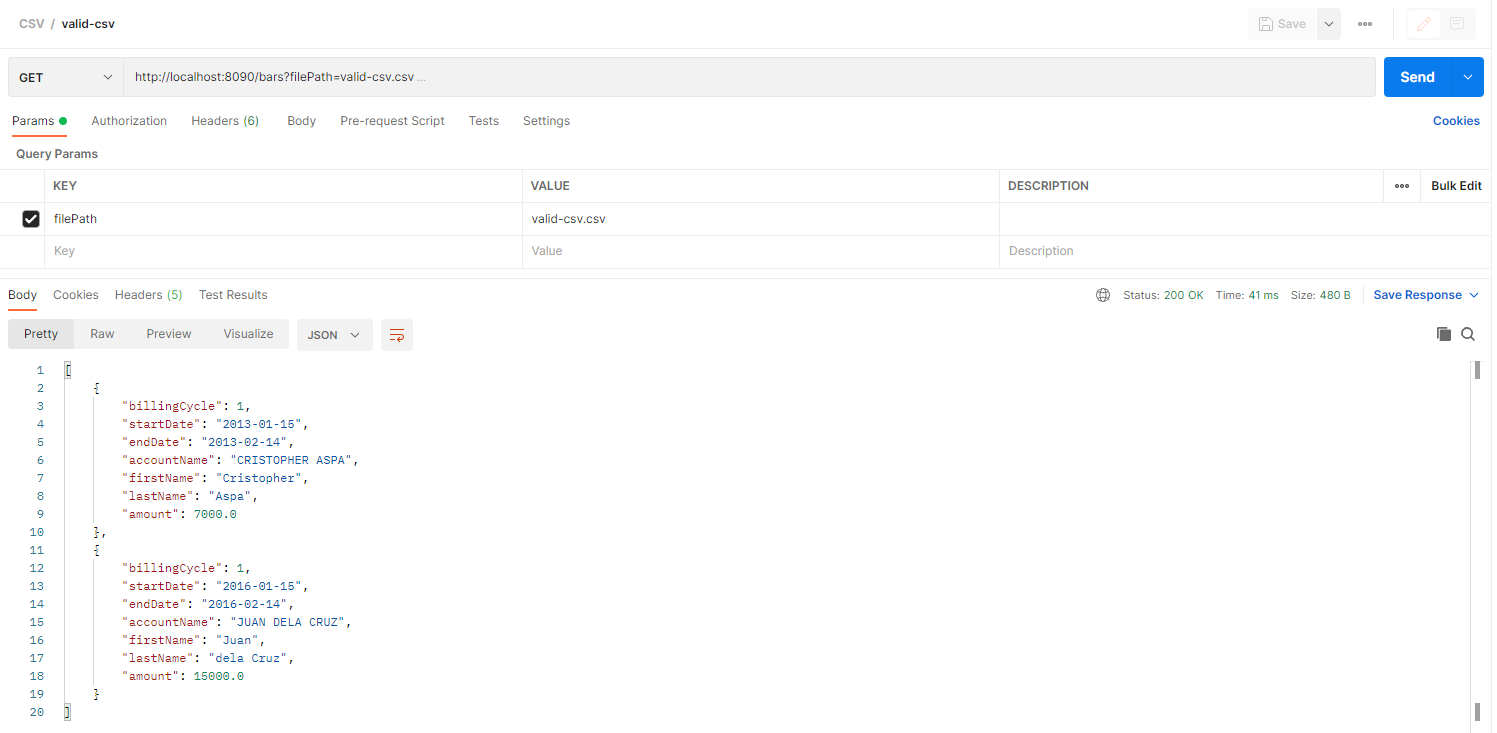 CSV / valid-csv
Save
GET http://localhost:8090/bars?filePath=valid-csv.csv ...
Send
Params Authorization Headers (6) Body Pre-request Script Tests Settings Cookies
Query Params
KEY VALUE DESCRIPTION Bulk Edit
filePath valid-csv.csv
Key Value Description
Body Cookies Headers (5) Test Results Status: 200 OK Time: 41 ms Size: 480 B Save Response
Pretty Raw Preview Visualize JSON
1 [
2 {
3 "billingCycle": 1,
4 "startDate": "2013-01-15",
5 "endDate": "2013-02-14",
6 "accountName": "CRISTOPHER ASPA",
7 "firstName": "Cristopher",
8 "lastName": "Aspa",
9 "amount": 7000.0
10 },
11 {
12 "billingCycle": 1,
13 "startDate": "2016-01-15",
14 "endDate": "2016-02-14",
15 "accountName": "JUAN DELA CRUZ",
16 "firstName": "Juan",
17 "lastName": "dela Cruz",
18 "amount": 15000.0
19 }
20 ]